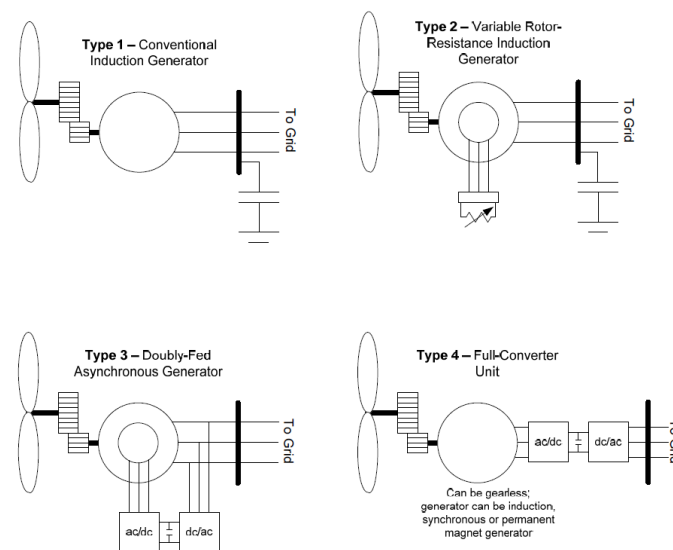 Type 1 – Conventional
Induction Generator
To Grid
Type 2 – Variable Rotor-
Resistance Induction
Generator
To Grid
Type 3 – Doubly-Fed
Asynchronous Generator
To Grid
ac/dc
dc/ac
Type 4 – Full-Converter
Unit
ac/dc
dc/ac
Can be gearless;
generator can be induction,
synchronous or permanent
magnet generator